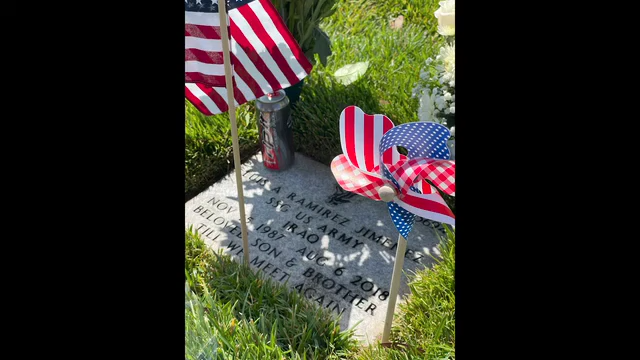 A RAMIREZ JIMENEZ
SSG US ARMY
IRAQ
NOV 1987 AUG 6 2018
BELOVED SON & BROTHER
TILL WE MEET AGAIN